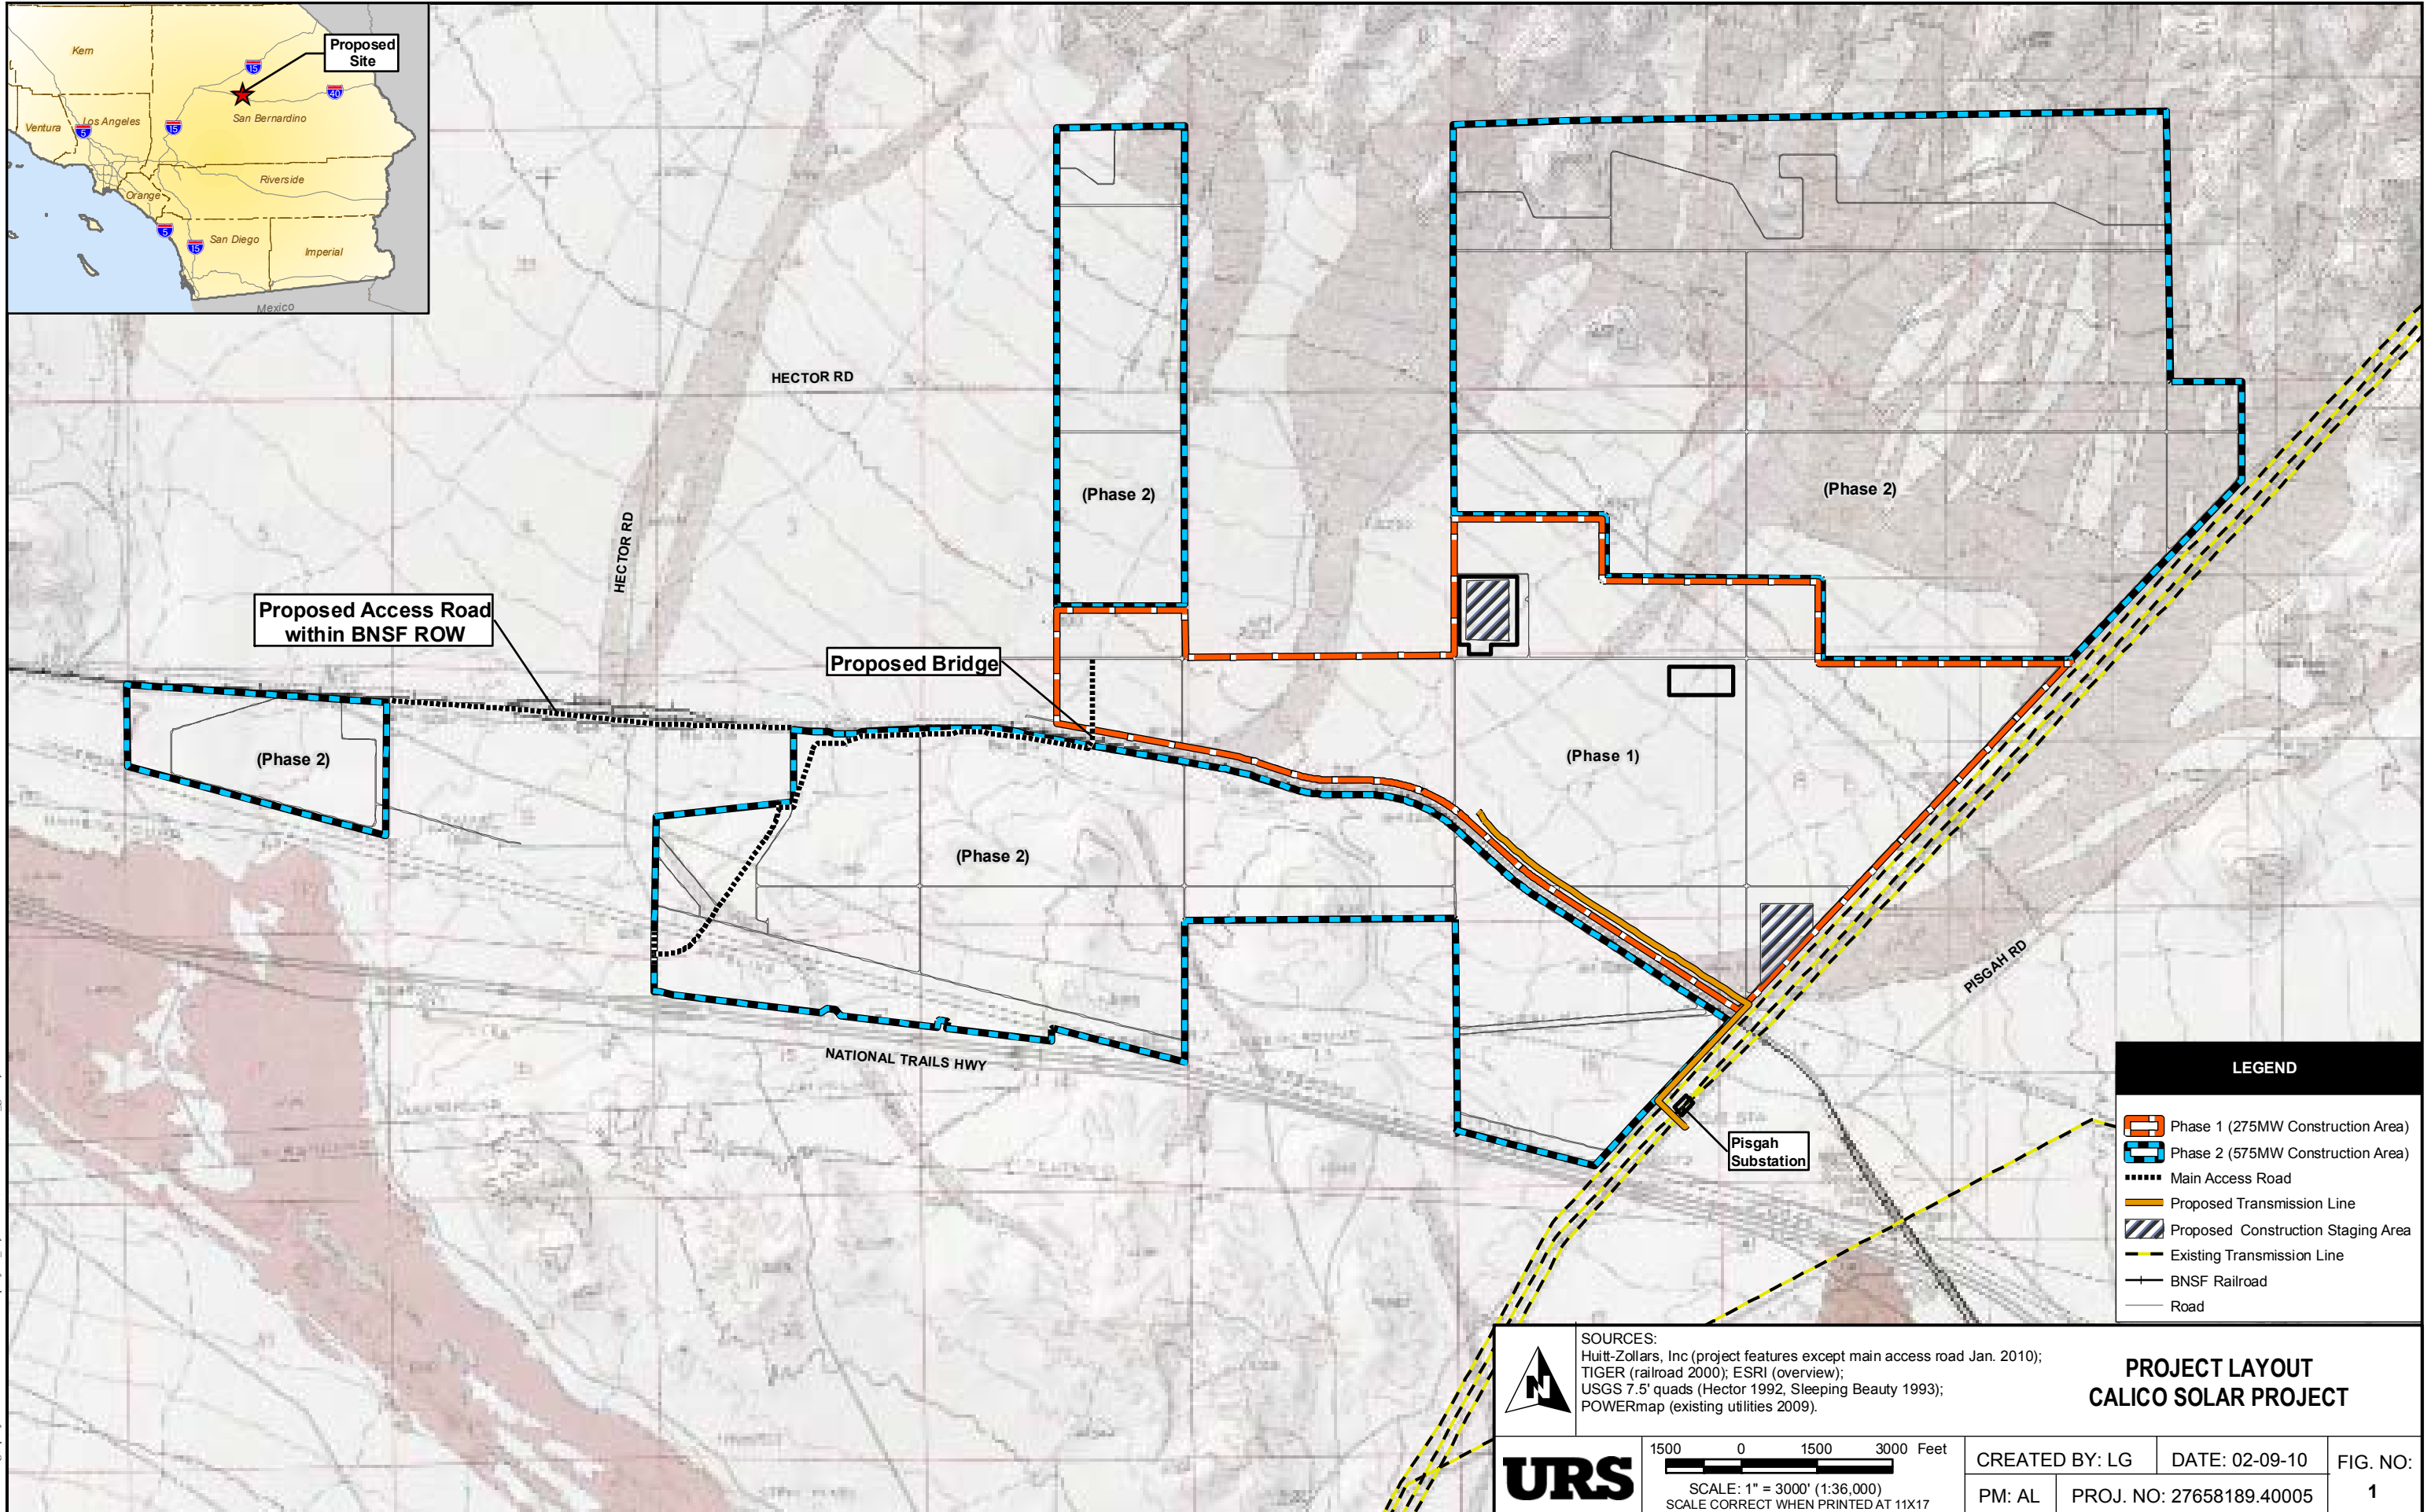 Kern
Proposed
Site
15
40
San Bernardino
Ventura
Los Angeles
5
15
Riverside
Orange
5
15
San Diego
Imperial
Mexico
HECTOR RD
HECTOR RD
(Phase 2)
(Phase 2)
Proposed Access Road
within BNSF ROW
Proposed Bridge
(Phase 2)
(Phase 1)
(Phase 2)
PISGAH RD
NATIONAL TRAILS HWY
Pisgah
Substation
LEGEND
Phase 1 (275MW Construction Area)
Phase 2 (575MW Construction Area)
Main Access Road
Proposed Transmission Line
Proposed Construction Staging Area
Existing Transmission Line
BNSF Railroad
Road
N
SOURCES:
Huitt-Zollars, Inc (project features except main access road Jan. 2010);
TIGER (railroad 2000); ESRI (overview);
USGS 7.5' quads (Hector 1992, Sleeping Beauty 1993);
POWERmap (existing utilities 2009).
PROJECT LAYOUT
CALICO SOLAR PROJECT
URS
1500 0 1500 3000 Feet
SCALE: 1" = 3000' (1:36,000)
SCALE CORRECT WHEN PRINTED AT 11X17
CREATED BY: LG
DATE: 02-09-10
FIG. NO:
1
PM: AL
PROJ. NO: 27658189.40005